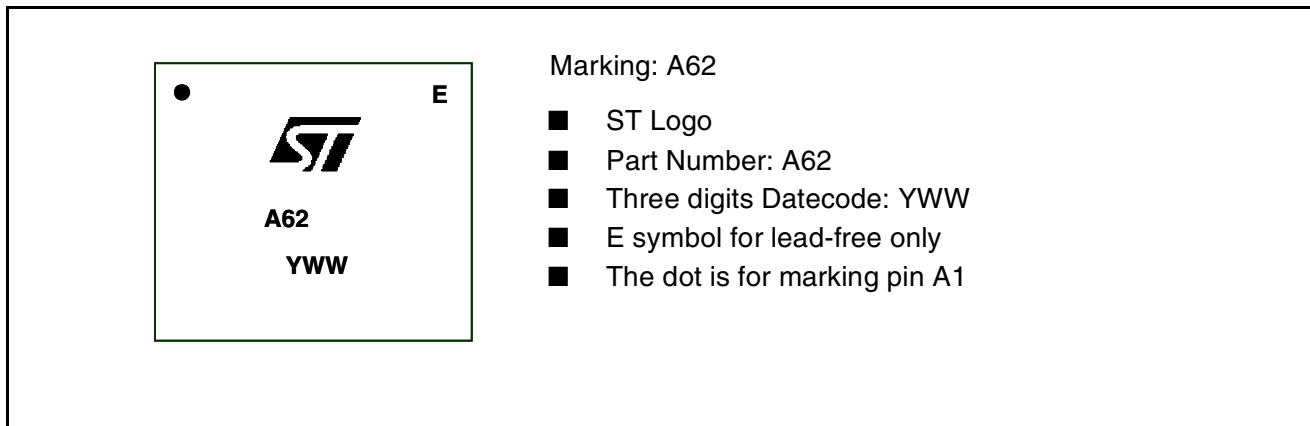 E
ST
A62
YWW
Marking: A62
■ ST Logo
■ Part Number: A62
■ Three digits Datecode: YWW
■ E symbol for lead-free only
■ The dot is for marking pin A1